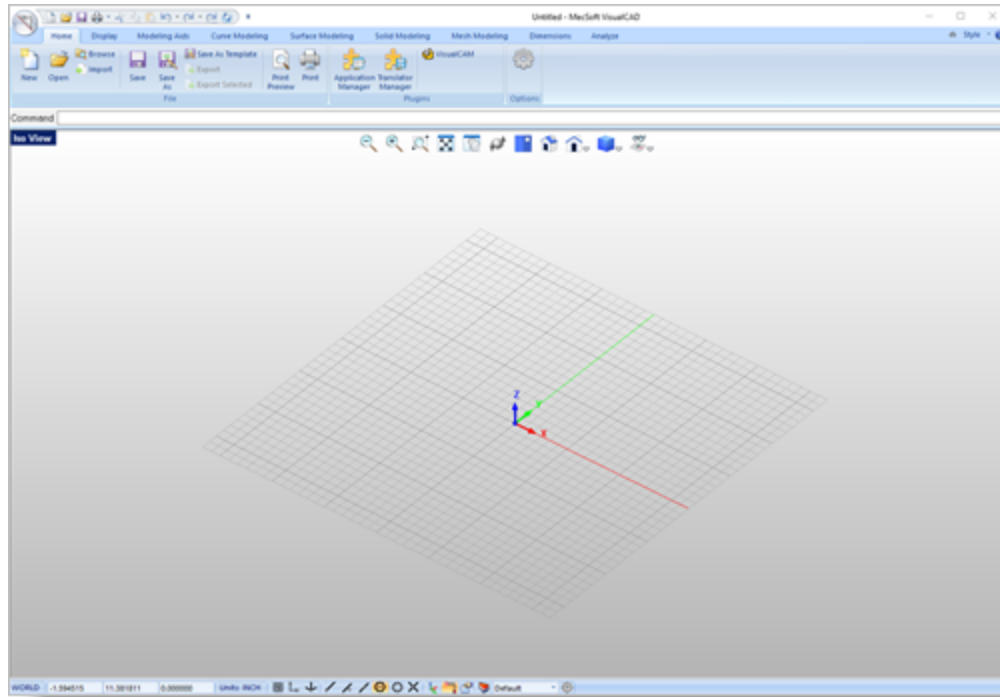 Untitled - MecSoft VisualCAD
Home Display Modeling Aids Curve Modeling Surface Modeling Solid Modeling Mesh Modeling Dimensions Analyze Style
New Open Browse Import Save Save As Save As Template Export Export Selected Print Preview Print Application Manager Translator Manager VisualCAM
File Plugins Options
Command
Iso View
Z
Y
X
WORLD -1.594515 11.381811 0.000000 Units: INCH Default